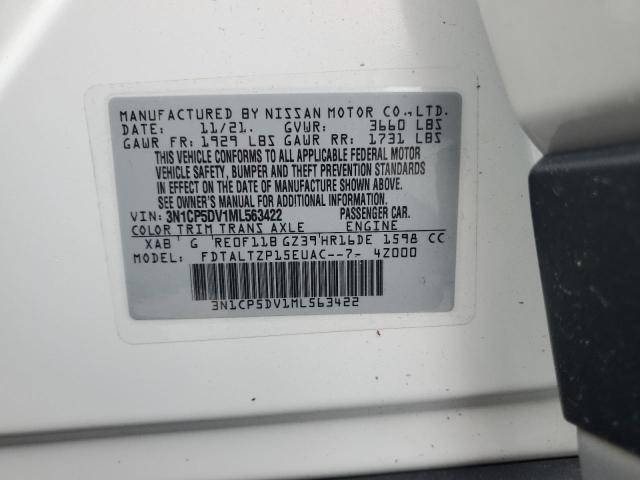 MANUFACTURED BY NISSAN MOTOR CO., LTD.
DATE: 11/21. GVWR: 3660 LBS
GAWR FR: 1929 LBS GAWR RR: 1731 LBS
THIS VEHICLE CONFORMS TO ALL APPLICABLE FEDERAL MOTOR
VEHICLE SAFETY, BUMPER AND THEFT PREVENTION STANDARDS
IN EFFECT ON THE DATE OF MANUFACTURE SHOWN ABOVE.
SEE OWNER'S MANUAL FOR ADDITIONAL INFORMATION.
VIN: 3N1CP5DV1ML563422 PASSENGER CAR.
COLOR TRIM TRANS AXLE ENGINE
XAB ' G 'RE0F11B GZ39'HR16DE 1598 CC
MODEL: FDTALTZP15EUAC--7- 4Z000
3N1CP5DV1ML563422